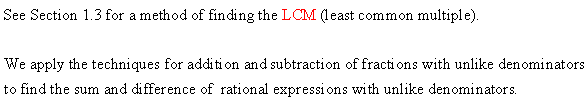 See Section 1.3 for a method of finding the LCM (least common multiple).
We apply the techniques for addition and subtraction of fractions with unlike denominators
to find the sum and difference of rational expressions with unlike denominators.